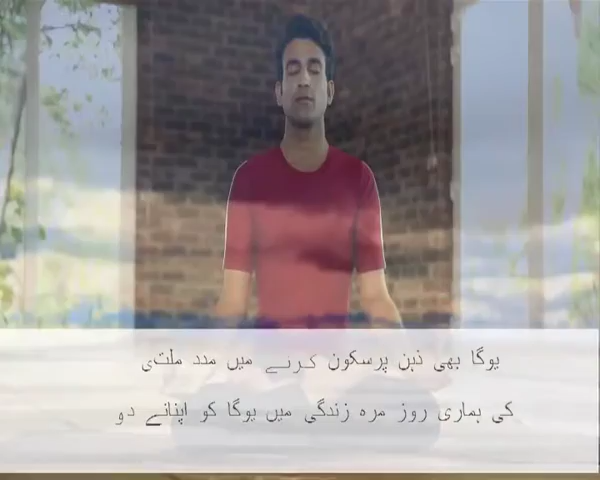 یوگا بھی ذہن پرسکون کرنے میں مدد ملتی
کی ہماری روز مرہ زندگی میں یوگا کو اپنانے دو